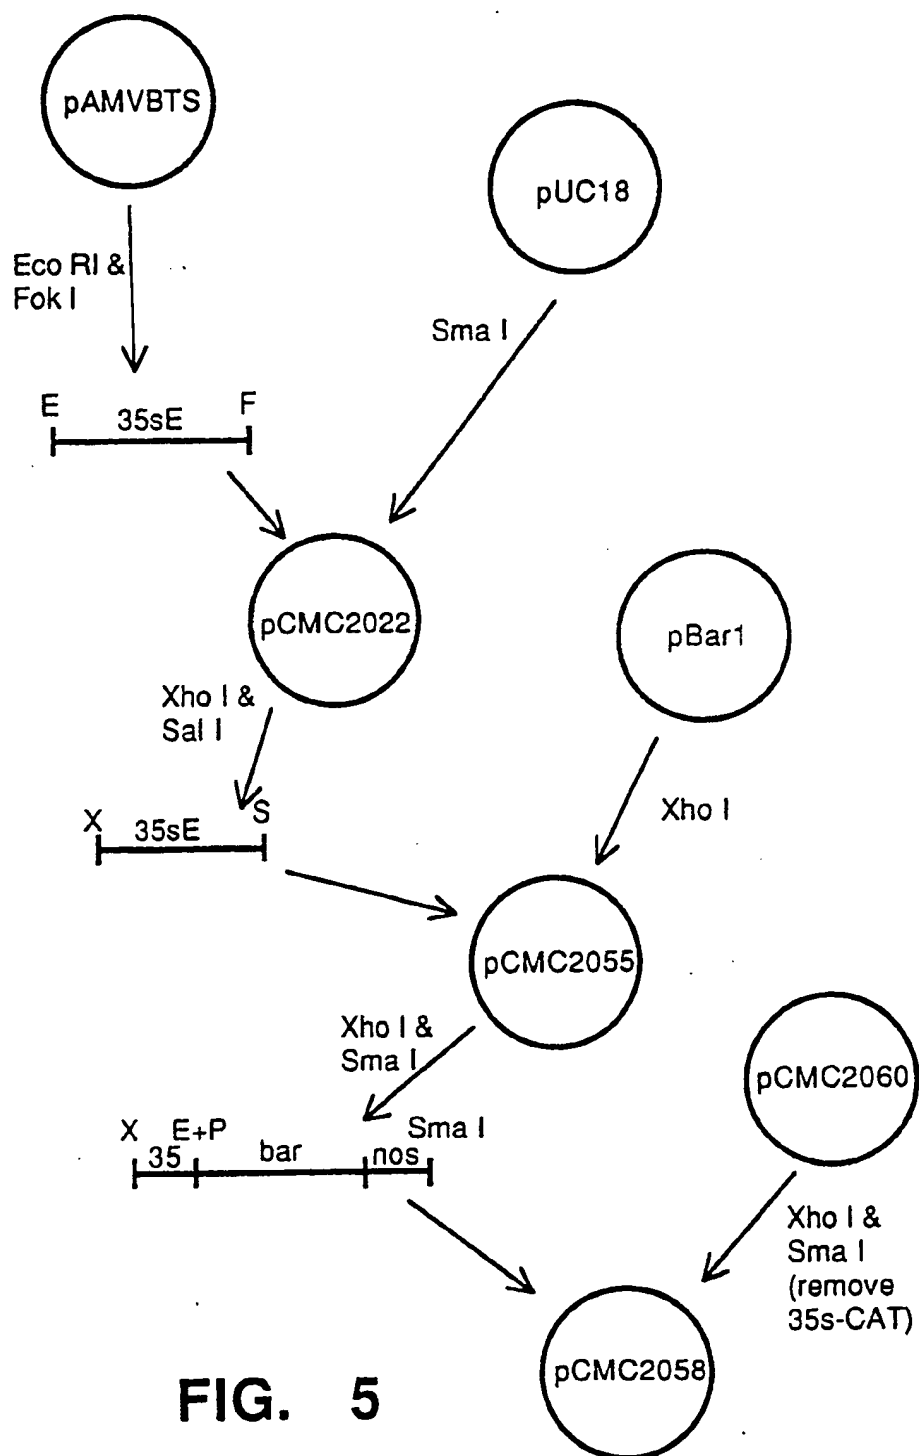 pAMVBTS
pUC18
Eco RI &
Fok I
Sma I
E 35sE F
pCMC2022
pBar1
Xho I &
Sal I
X 35sE S
Xho I
pCMC2055
Xho I &
Sma I
pCMC2060
X E+P Sma I
35 bar nos
Xho I &
Sma I
(remove
35s-CAT)
pCMC2058
FIG. 5